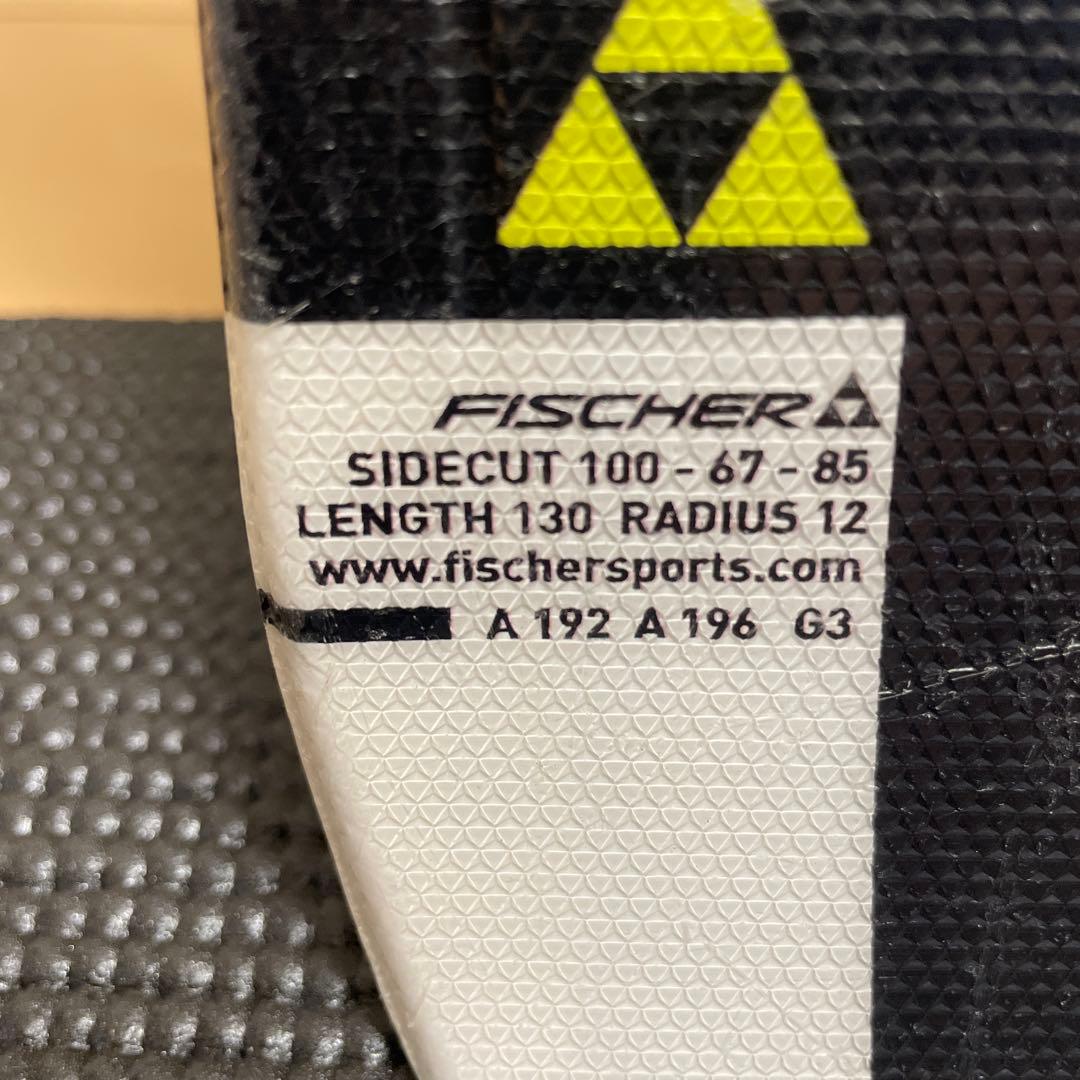 FISCHER
SIDECUT 100 - 67 - 85
LENGTH 130 RADIUS 12
www.fischersports.com
A 192 A 196 G3